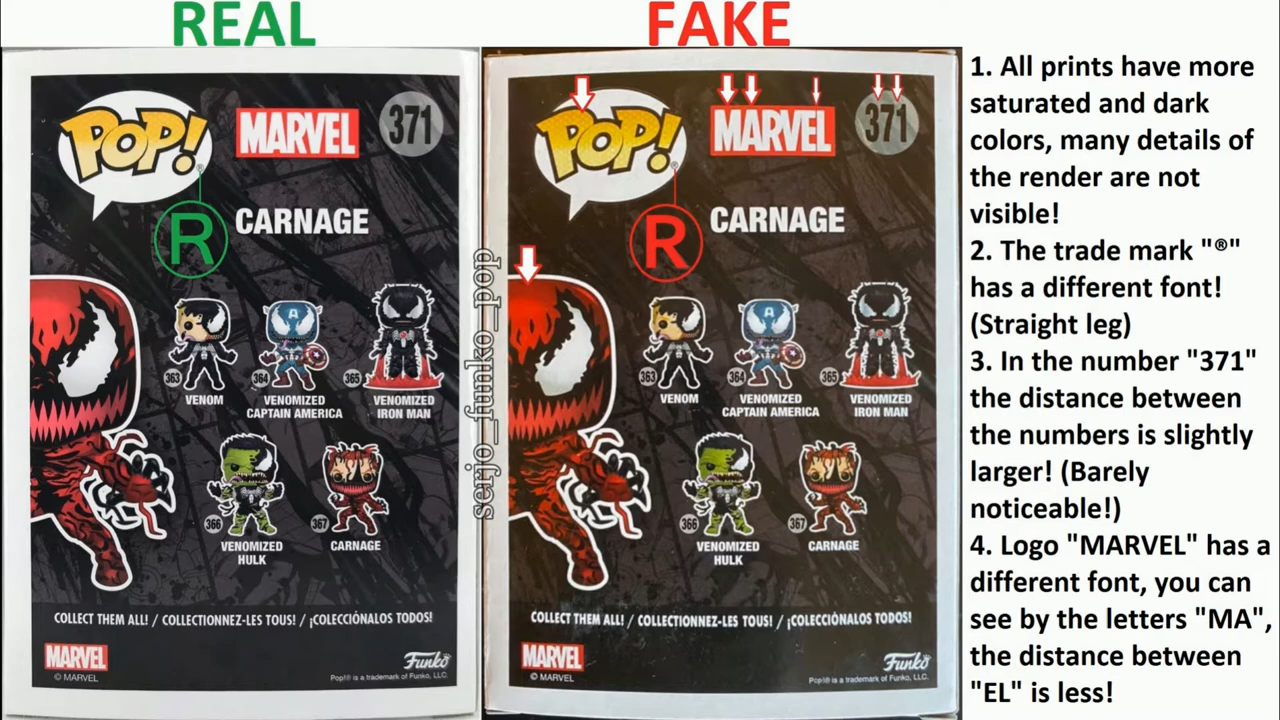 REAL
POP!
®
MARVEL
371
R
CARNAGE
363
VENOM
364
VENOMIZED
CAPTAIN AMERICA
365
VENOMIZED
IRON MAN
366
VENOMIZED
HULK
367
CARNAGE
COLLECT THEM ALL! / COLLECTIONNEZ-LES TOUS! / ¡COLECCIÓNALOS TODOS!
MARVEL
© MARVEL
Funko
Pop!® is a trademark of Funko, LLC.
serjo_funko_pop
FAKE
POP!
®
MARVEL
371
R
CARNAGE
363
VENOM
364
VENOMIZED
CAPTAIN AMERICA
365
VENOMIZED
IRON MAN
366
VENOMIZED
HULK
367
CARNAGE
COLLECT THEM ALL! / COLLECTIONNEZ-LES TOUS! / ¡COLECCIÓNALOS TODOS!
MARVEL
© MARVEL
Funko
Pop!® is a trademark of Funko, LLC.
1. All prints have more
saturated and dark
colors, many details of
the render are not
visible!
2. The trade mark "®"
has a different font!
(Straight leg)
3. In the number "371"
the distance between
the numbers is slightly
larger! (Barely
noticeable!)
4. Logo "MARVEL" has a
different font, you can
see by the letters "MA",
the distance between
"EL" is less!